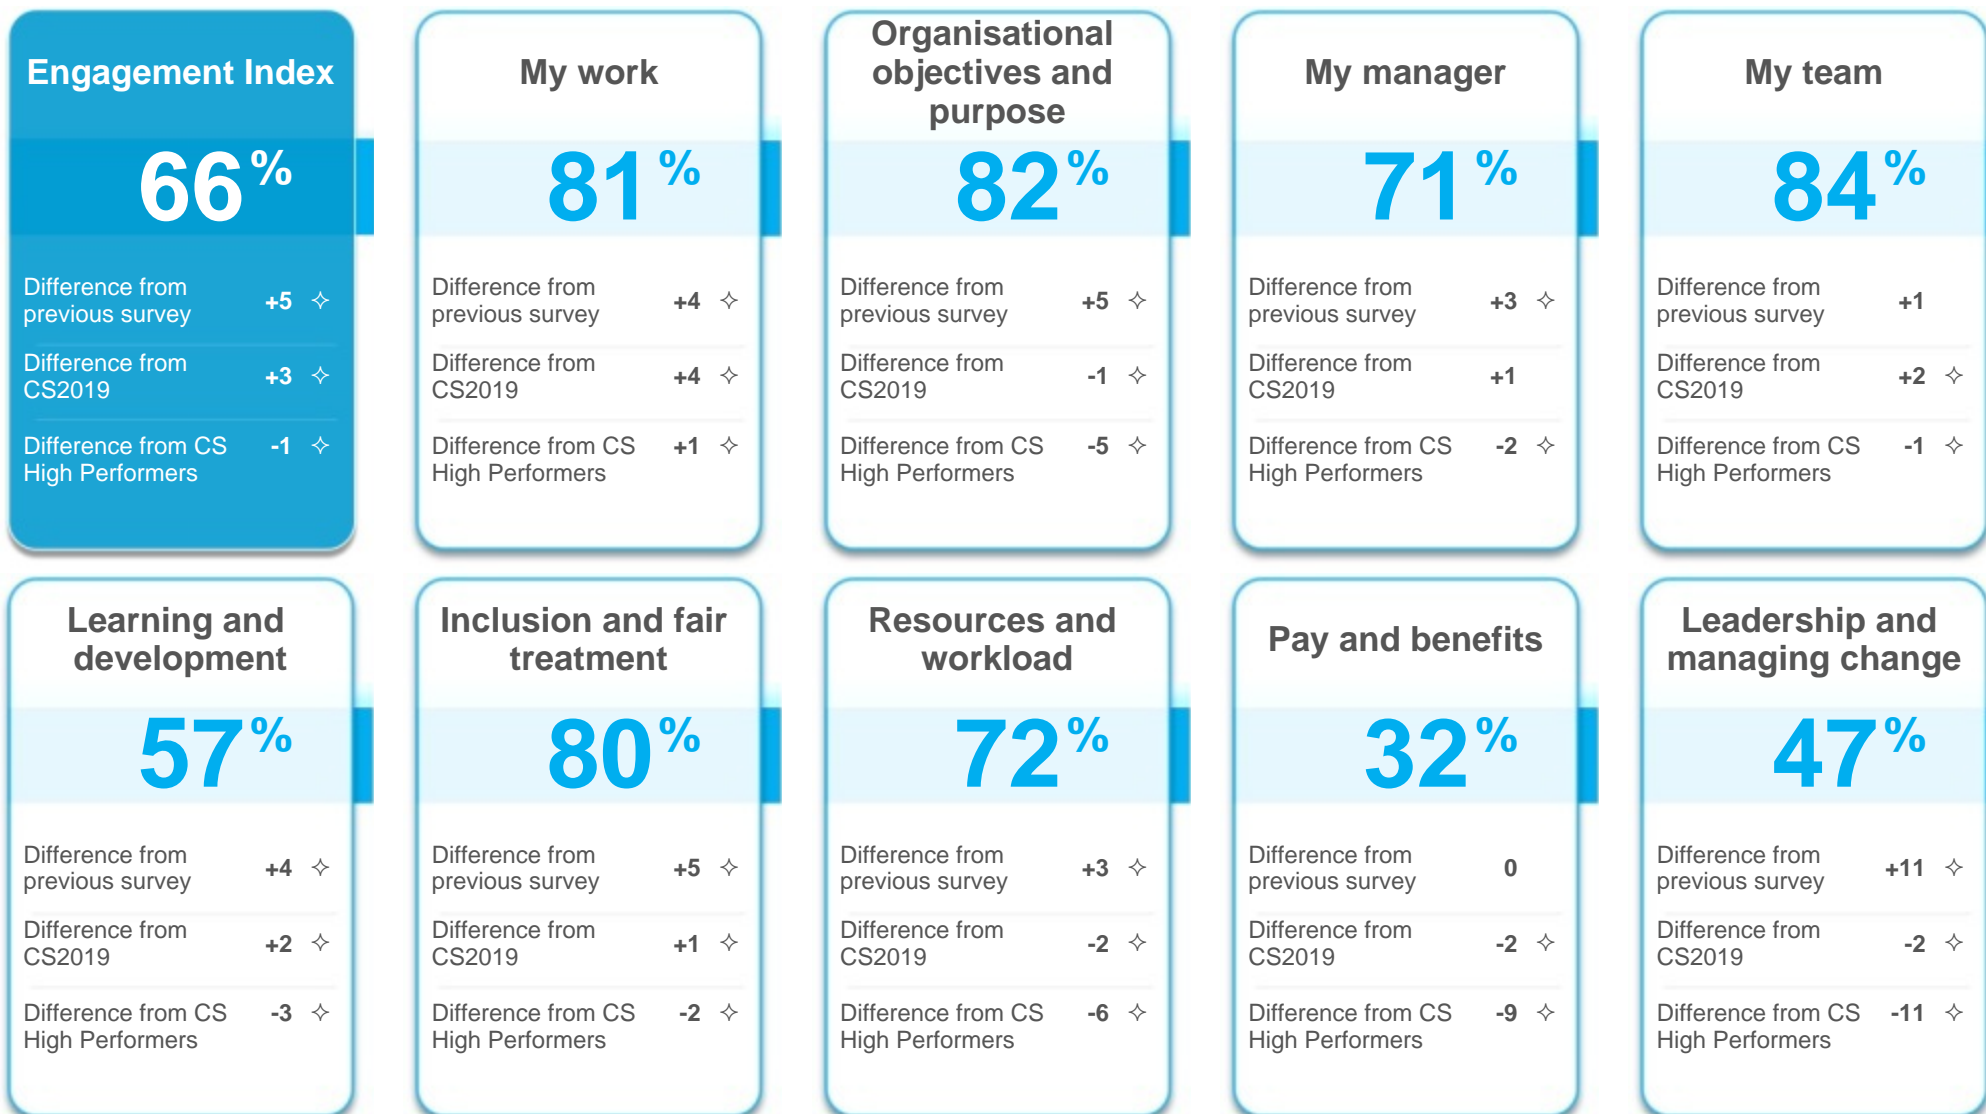 Engagement Index
66%
Difference from
previous survey +5 ✧
Difference from
CS2019 +3 ✧
Difference from CS
High Performers -1 ✧
My work
81%
Difference from
previous survey +4 ✧
Difference from
CS2019 +4 ✧
Difference from CS
High Performers +1 ✧
Organisational
objectives and
purpose
82%
Difference from
previous survey +5 ✧
Difference from
CS2019 -1 ✧
Difference from CS
High Performers -5 ✧
My manager
71%
Difference from
previous survey +3 ✧
Difference from
CS2019 +1
Difference from CS
High Performers -2 ✧
My team
84%
Difference from
previous survey +1
Difference from
CS2019 +2 ✧
Difference from CS
High Performers -1 ✧
Learning and
development
57%
Difference from
previous survey +4 ✧
Difference from
CS2019 +2 ✧
Difference from CS
High Performers -3 ✧
Inclusion and fair
treatment
80%
Difference from
previous survey +5 ✧
Difference from
CS2019 +1 ✧
Difference from CS
High Performers -2 ✧
Resources and
workload
72%
Difference from
previous survey +3 ✧
Difference from
CS2019 -2 ✧
Difference from CS
High Performers -6 ✧
Pay and benefits
32%
Difference from
previous survey 0
Difference from
CS2019 -2 ✧
Difference from CS
High Performers -9 ✧
Leadership and
managing change
47%
Difference from
previous survey +11 ✧
Difference from
CS2019 -2 ✧
Difference from CS
High Performers -11 ✧